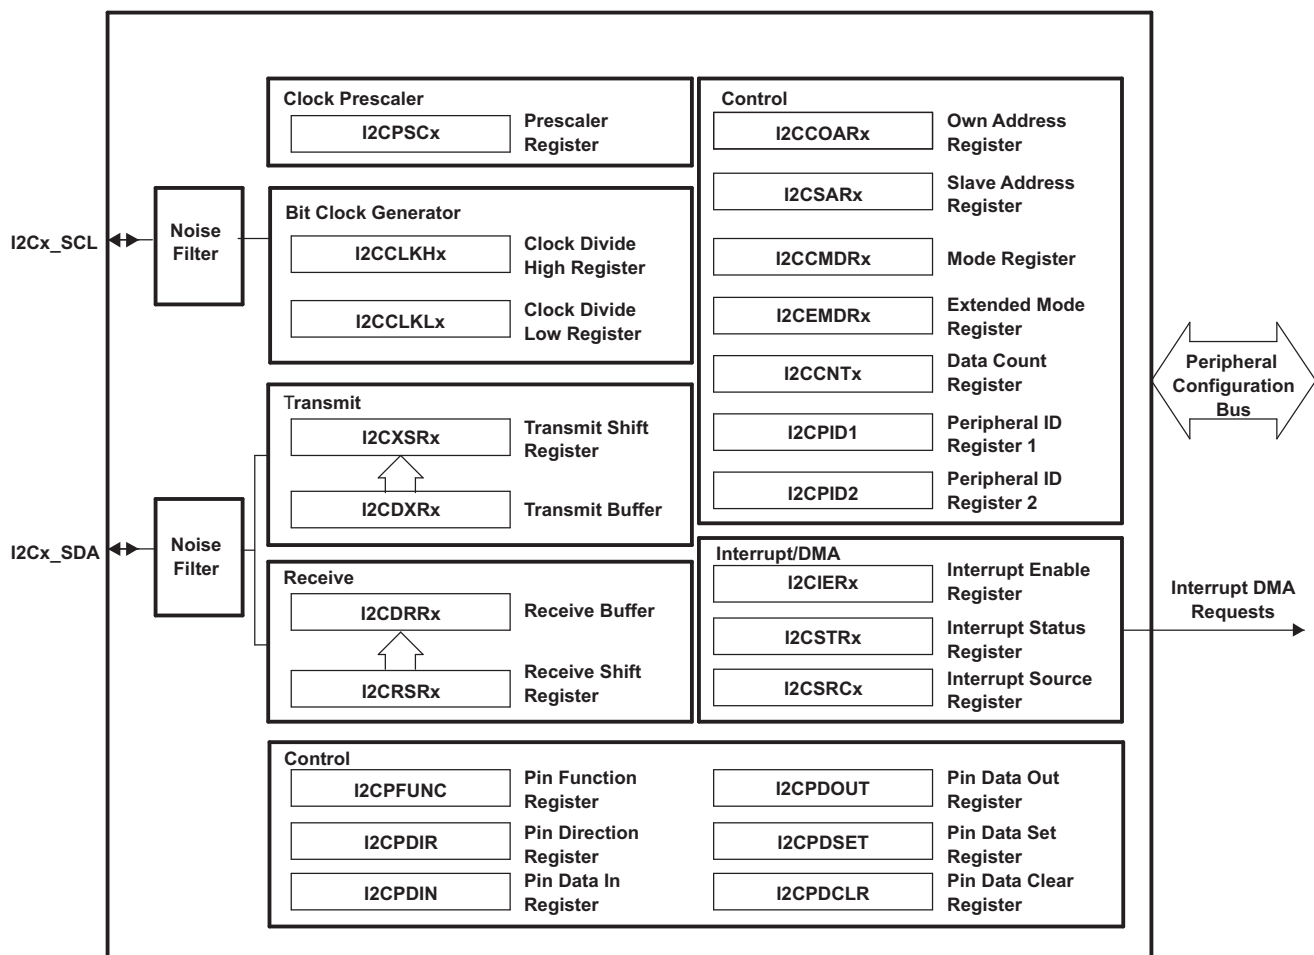 Clock Prescaler
I2CPSCx
Prescaler
Register
I2Cx_SCL
Noise
Filter
Bit Clock Generator
I2CCLKHx
Clock Divide
High Register
I2CCLKLx
Clock Divide
Low Register
Transmit
I2CXSRx
Transmit Shift
Register
I2CDXRx
Transmit Buffer
I2Cx_SDA
Noise
Filter
Receive
I2CDRRx
Receive Buffer
I2CRSRx
Receive Shift
Register
Control
I2CCOARx
Own Address
Register
I2CSARx
Slave Address
Register
I2CCMDRx
Mode Register
I2CEMDRx
Extended Mode
Register
I2CCNTx
Data Count
Register
I2CPID1
Peripheral ID
Register 1
I2CPID2
Peripheral ID
Register 2
Peripheral
Configuration
Bus
Interrupt/DMA
I2CIERx
Interrupt Enable
Register
I2CSTRx
Interrupt Status
Register
I2CSRCx
Interrupt Source
Register
Interrupt DMA
Requests
Control
I2CPFUNC
Pin Function
Register
I2CPDIR
Pin Direction
Register
I2CPDIN
Pin Data In
Register
I2CPDOUT
Pin Data Out
Register
I2CPDSET
Pin Data Set
Register
I2CPDCLR
Pin Data Clear
Register